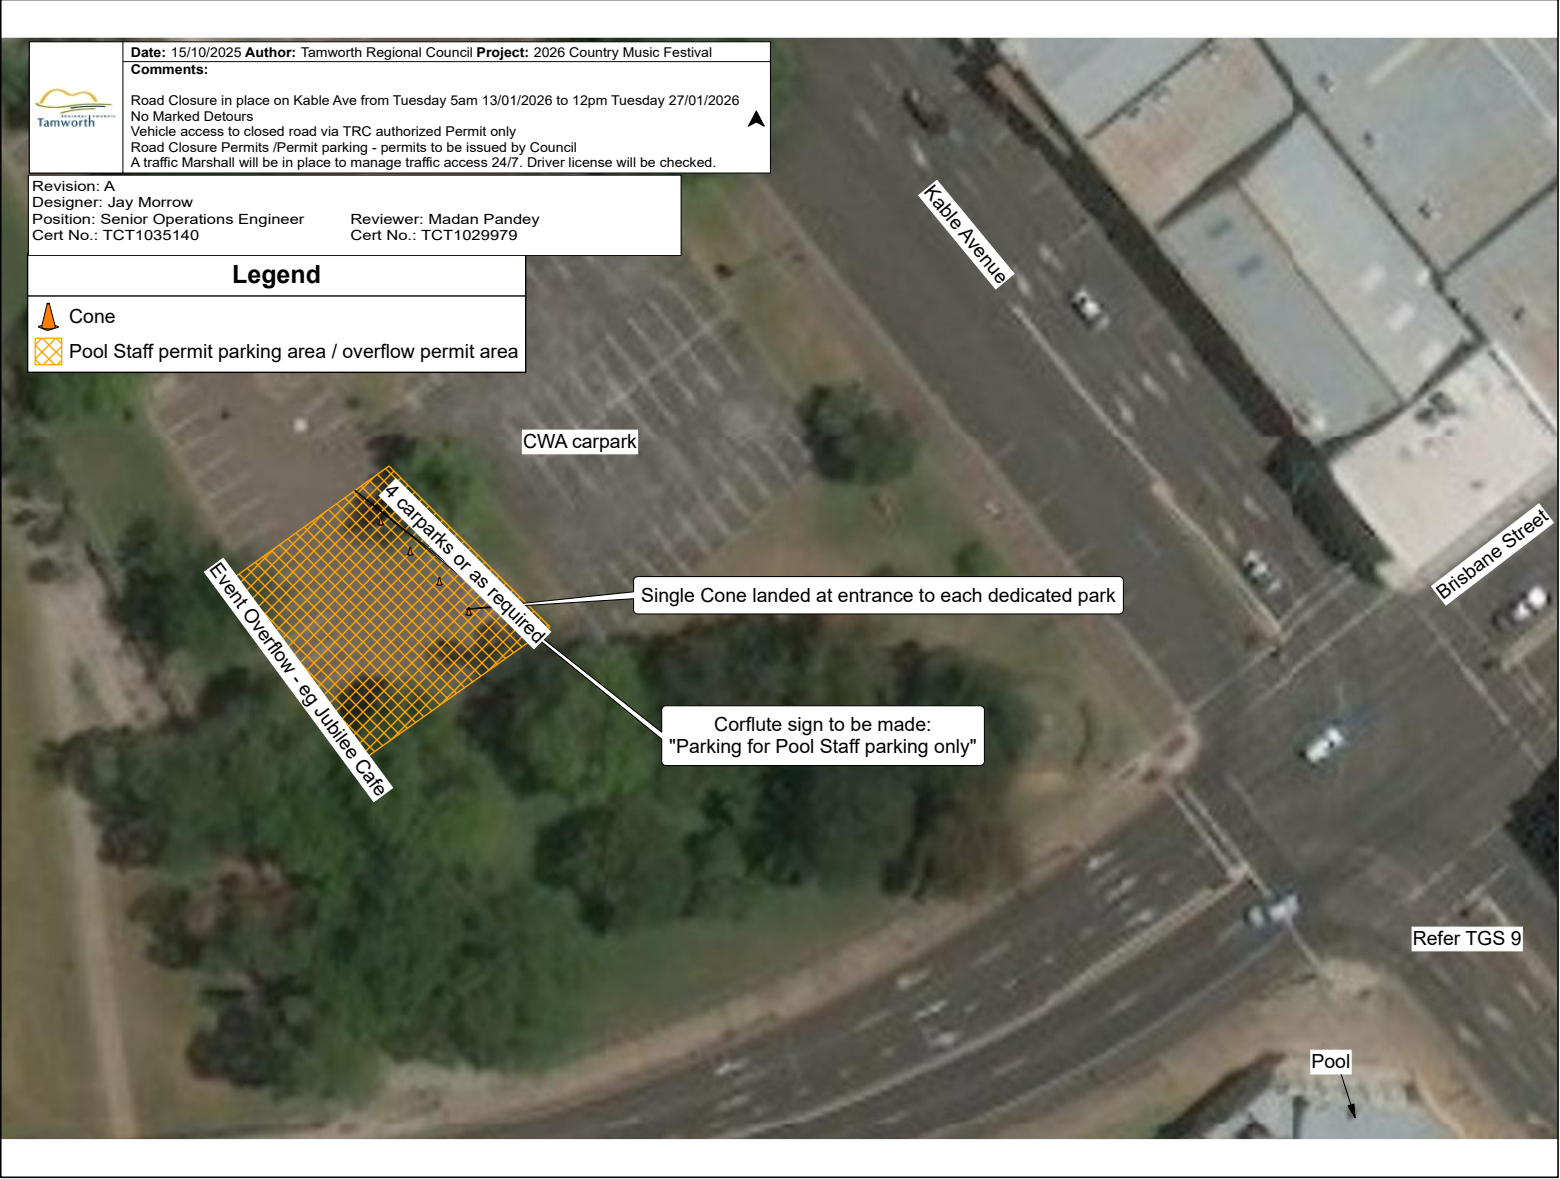 Date: 15/10/2025 Author: Tamworth Regional Council Project: 2026 Country Music Festival
Comments:
Road Closure in place on Kable Ave from Tuesday 5am 13/01/2026 to 12pm Tuesday 27/01/2026
No Marked Detours
Vehicle access to closed road via TRC authorized Permit only
Road Closure Permits /Permit parking - permits to be issued by Council
A traffic Marshall will be in place to manage traffic access 24/7. Driver license will be checked.
REGIONAL COUNCIL
Tamworth
Revision: A
Designer: Jay Morrow
Position: Senior Operations Engineer Reviewer: Madan Pandey
Cert No.: TCT1035140 Cert No.: TCT1029979
Legend
Cone
Pool Staff permit parking area / overflow permit area
Kable Avenue
CWA carpark
4 carparks or as required
Brisbane Street
Event Overflow - eg Jubilee Cafe
Single Cone landed at entrance to each dedicated park
Corflute sign to be made:
"Parking for Pool Staff parking only"
Refer TGS 9
Pool